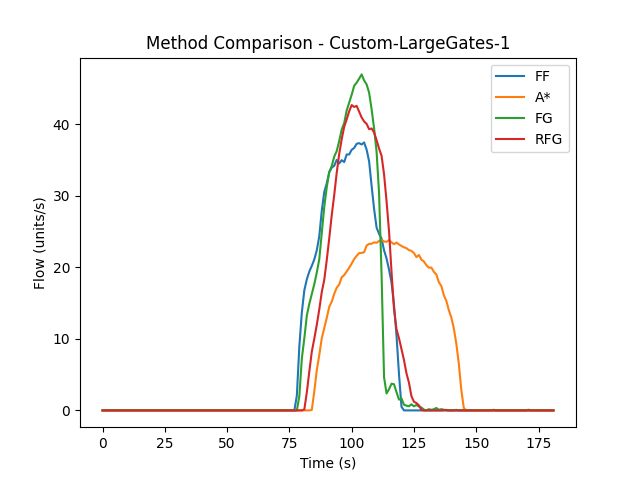 Method Comparison - Custom-LargeGates-1
FF
A*
FG
RFG
Flow (units/s)
40
30
20
10
0
0 25 50 75 100 125 150 175
Time (s)